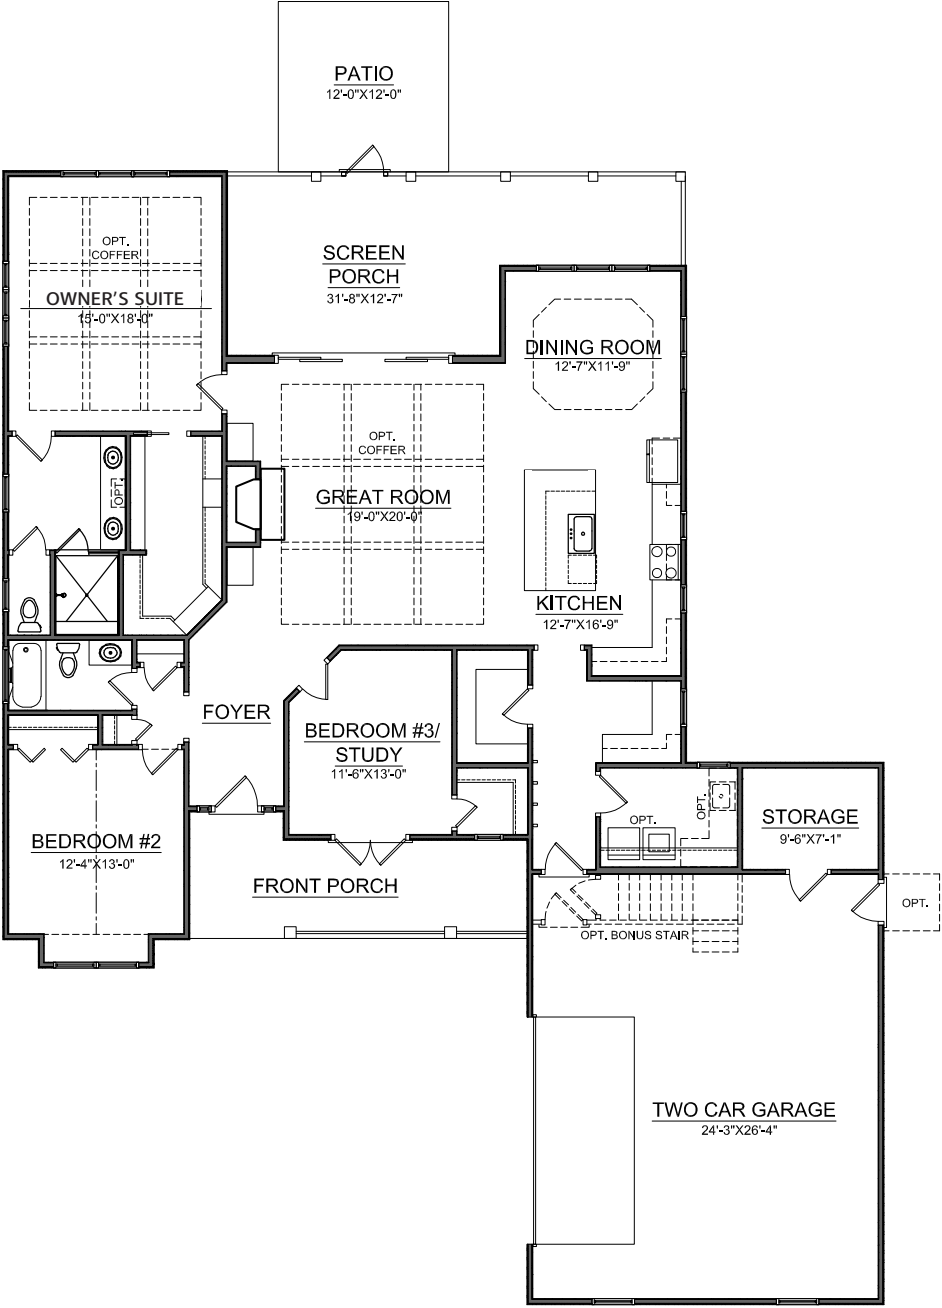 PATIO
12'-0"X12'-0"
OPT.
COFFER
OWNER'S SUITE
15'-0"X18'-0"
SCREEN
PORCH
31'-8"X12'-7"
DINING ROOM
12'-7"X11'-9"
OPT.
COFFER
GREAT ROOM
19'-0"X20'-0"
OPT.
KITCHEN
12'-7"X16'-9"
FOYER
BEDROOM #3/
STUDY
11'-6"X13'-0"
BEDROOM #2
12'-4"X13'-0"
OPT.
OPT.
STORAGE
9'-6"X7'-1"
FRONT PORCH
OPT.
OPT. BONUS STAIR
TWO CAR GARAGE
24'-3"X26'-4"